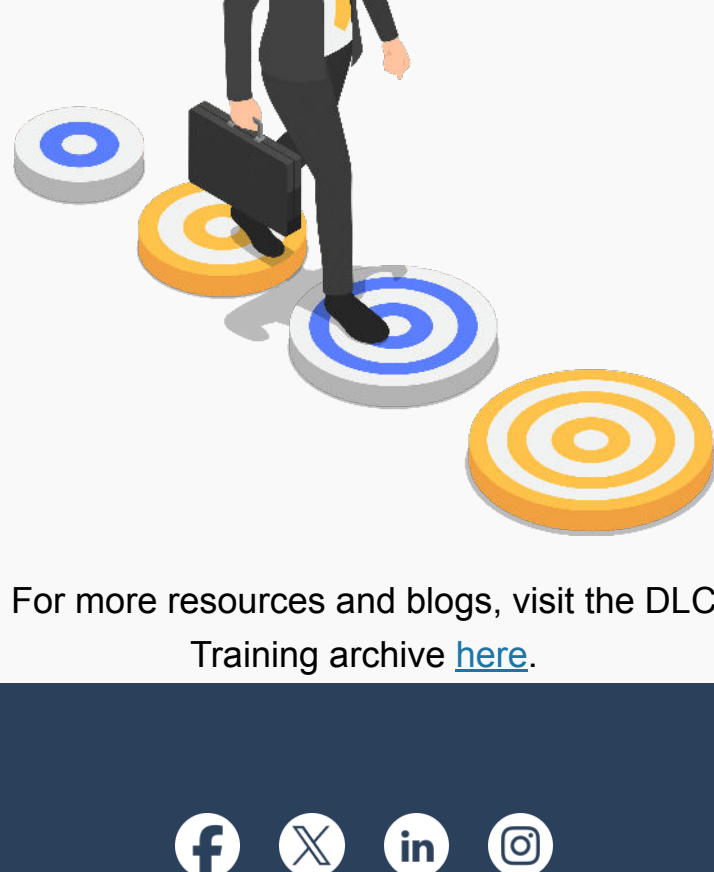 For more resources and blogs, visit the DLC
Training archive here.